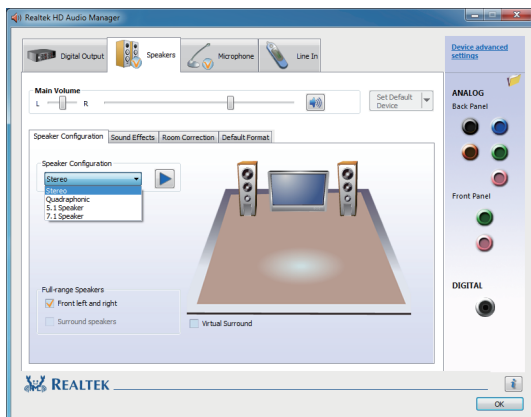 Realtek HD Audio Manager
Digital Output
Speakers
Microphone
Line In
Device advanced
settings
Main Volume
L
R
Set Default
Device
ANALOG
Back Panel
Speaker Configuration
Sound Effects
Room Correction
Default Format
Speaker Configuration
Stereo
Stereo
Quadraphonic
5.1 Speaker
7.1 Speaker
Front Panel
Full-range Speakers
Front left and right
Surround speakers
Virtual Surround
DIGITAL
REALTEK
OK